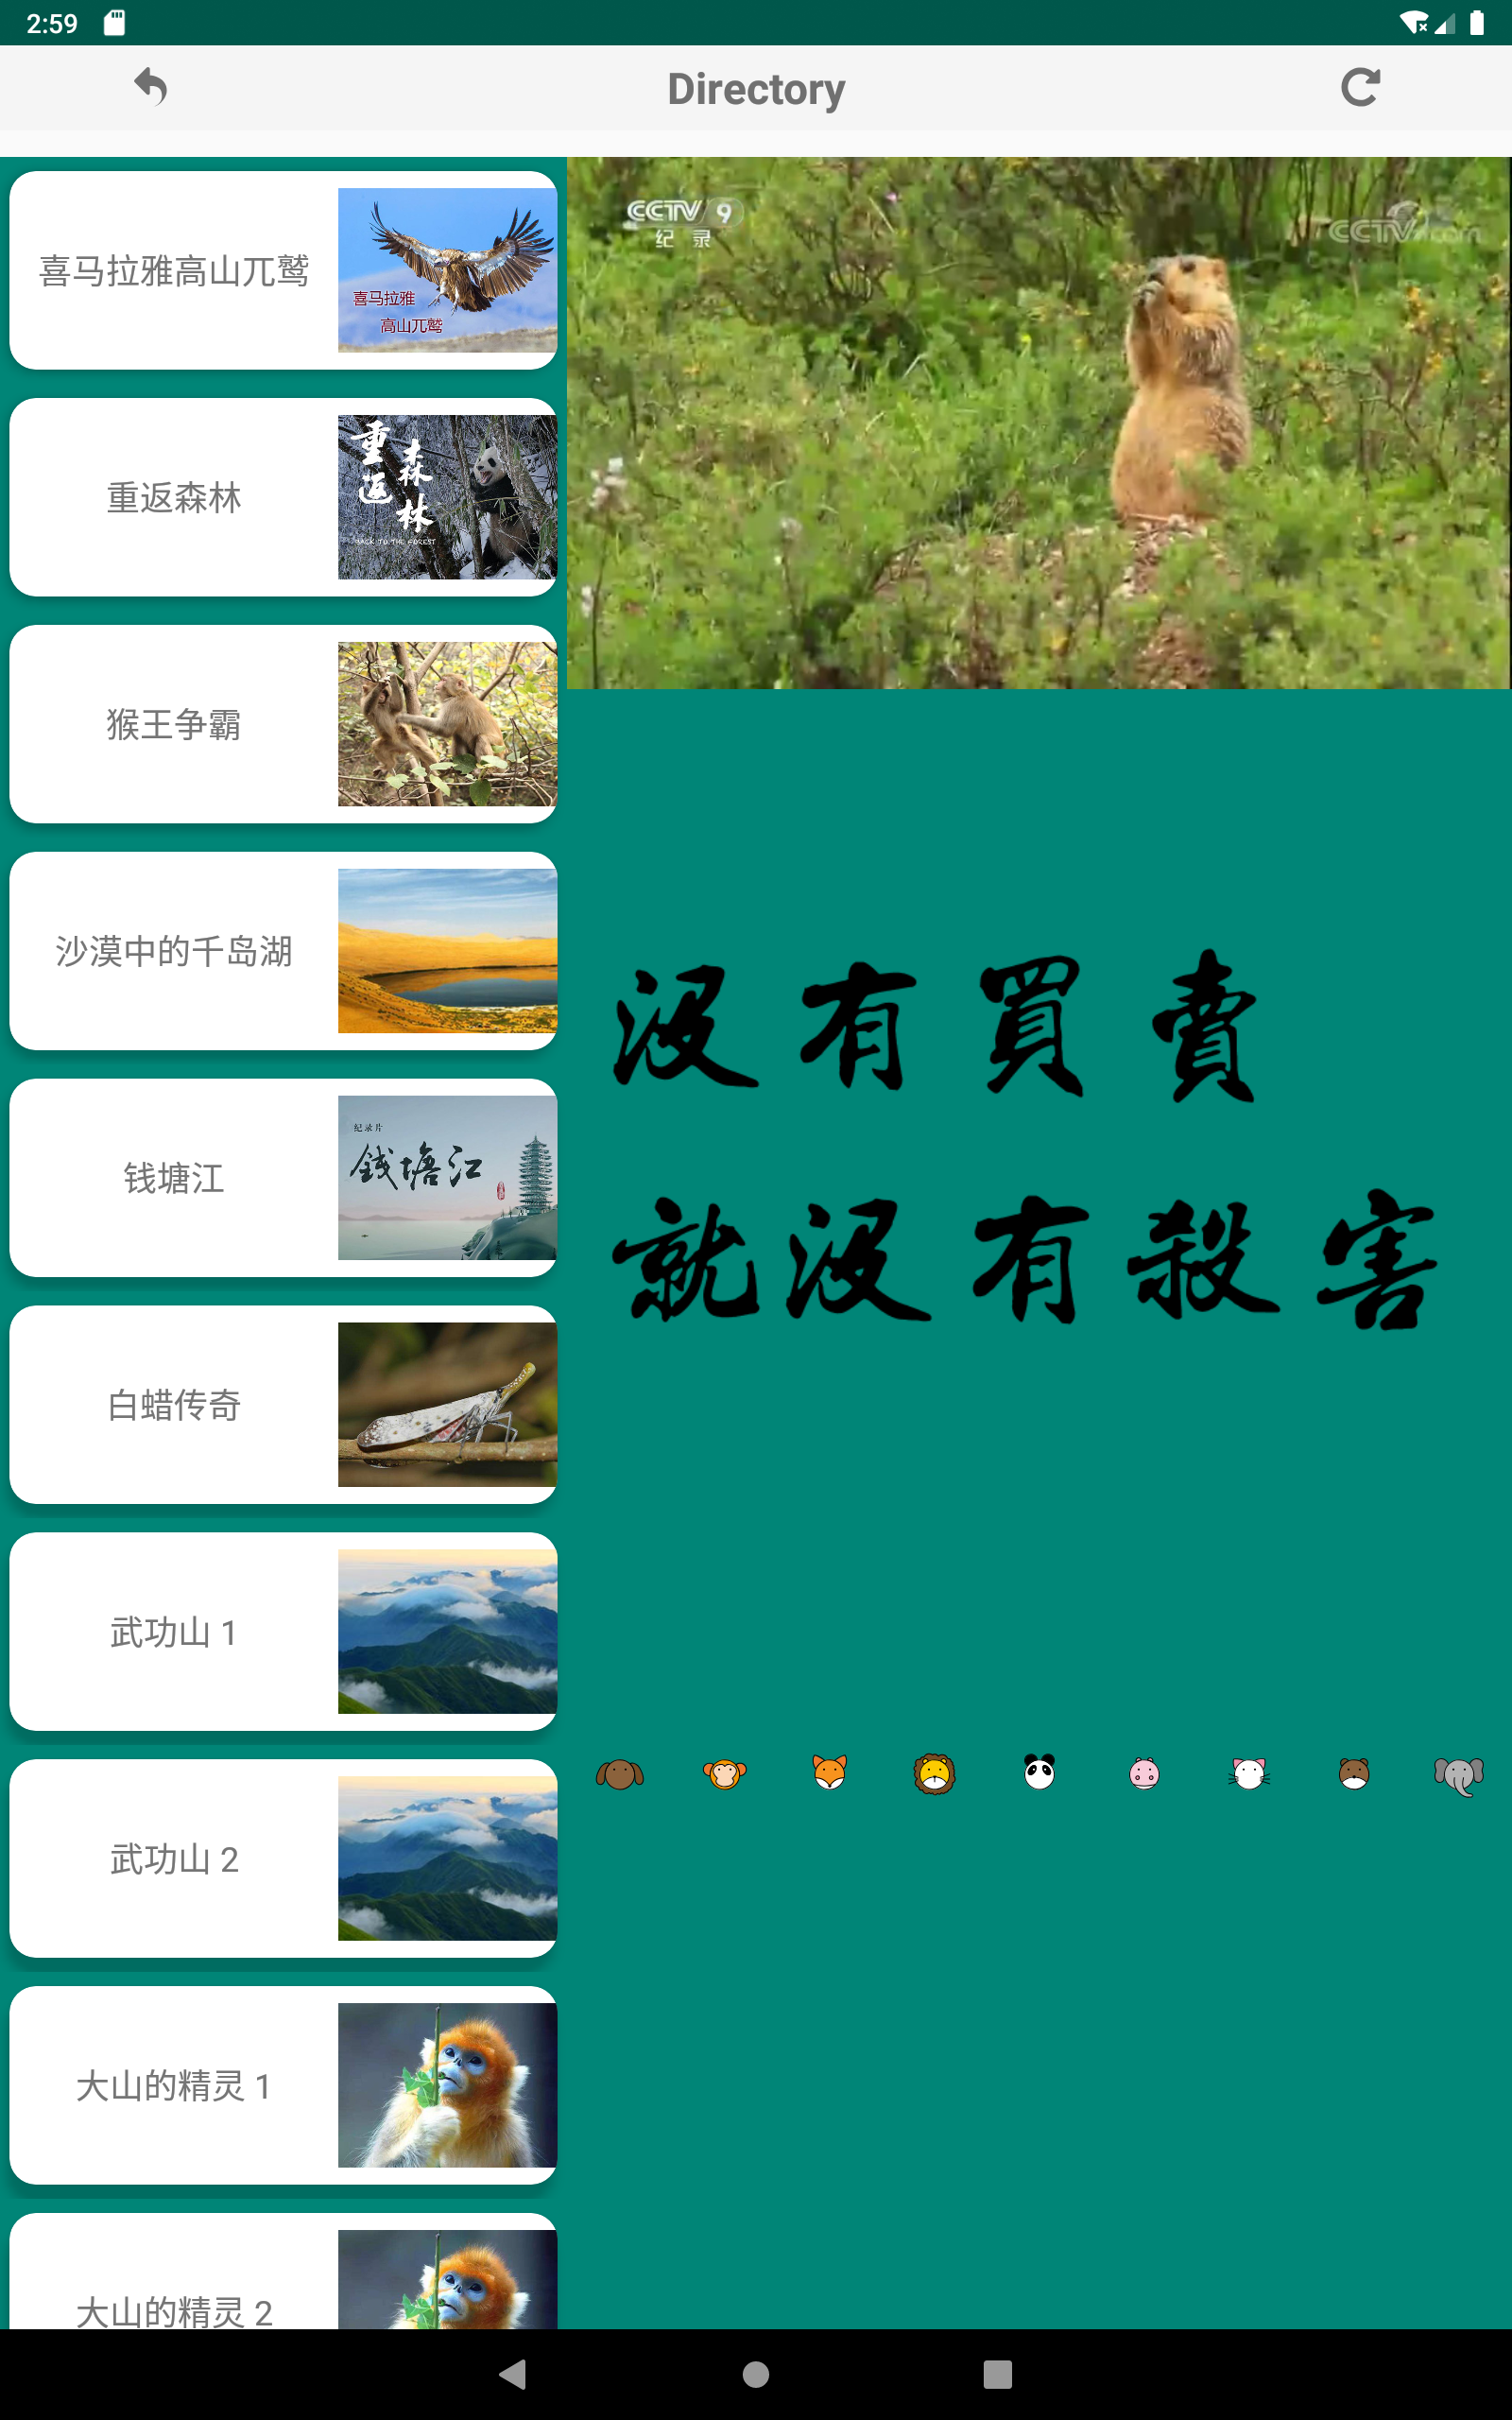 2:59
Directory
喜马拉雅高山兀鹫
喜马拉雅
高山兀鹫
重返森林
重返
森林
BACK TO THE FOREST
猴王争霸
沙漠中的千岛湖
钱塘江
纪录片
钱塘江
白蜡传奇
武功山 1
武功山 2
大山的精灵 1
大山的精灵 2
CCTV 9
纪 录
CCTV.com
沒有買賣
就沒有殺害